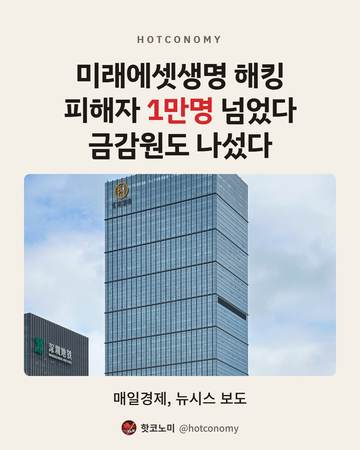 HOTCONOMY
미래에셋생명 해킹
피해자 1만명 넘었다
금감원도 나섰다
매일경제, 뉴시스 보도
핫코노미 @hotconomy